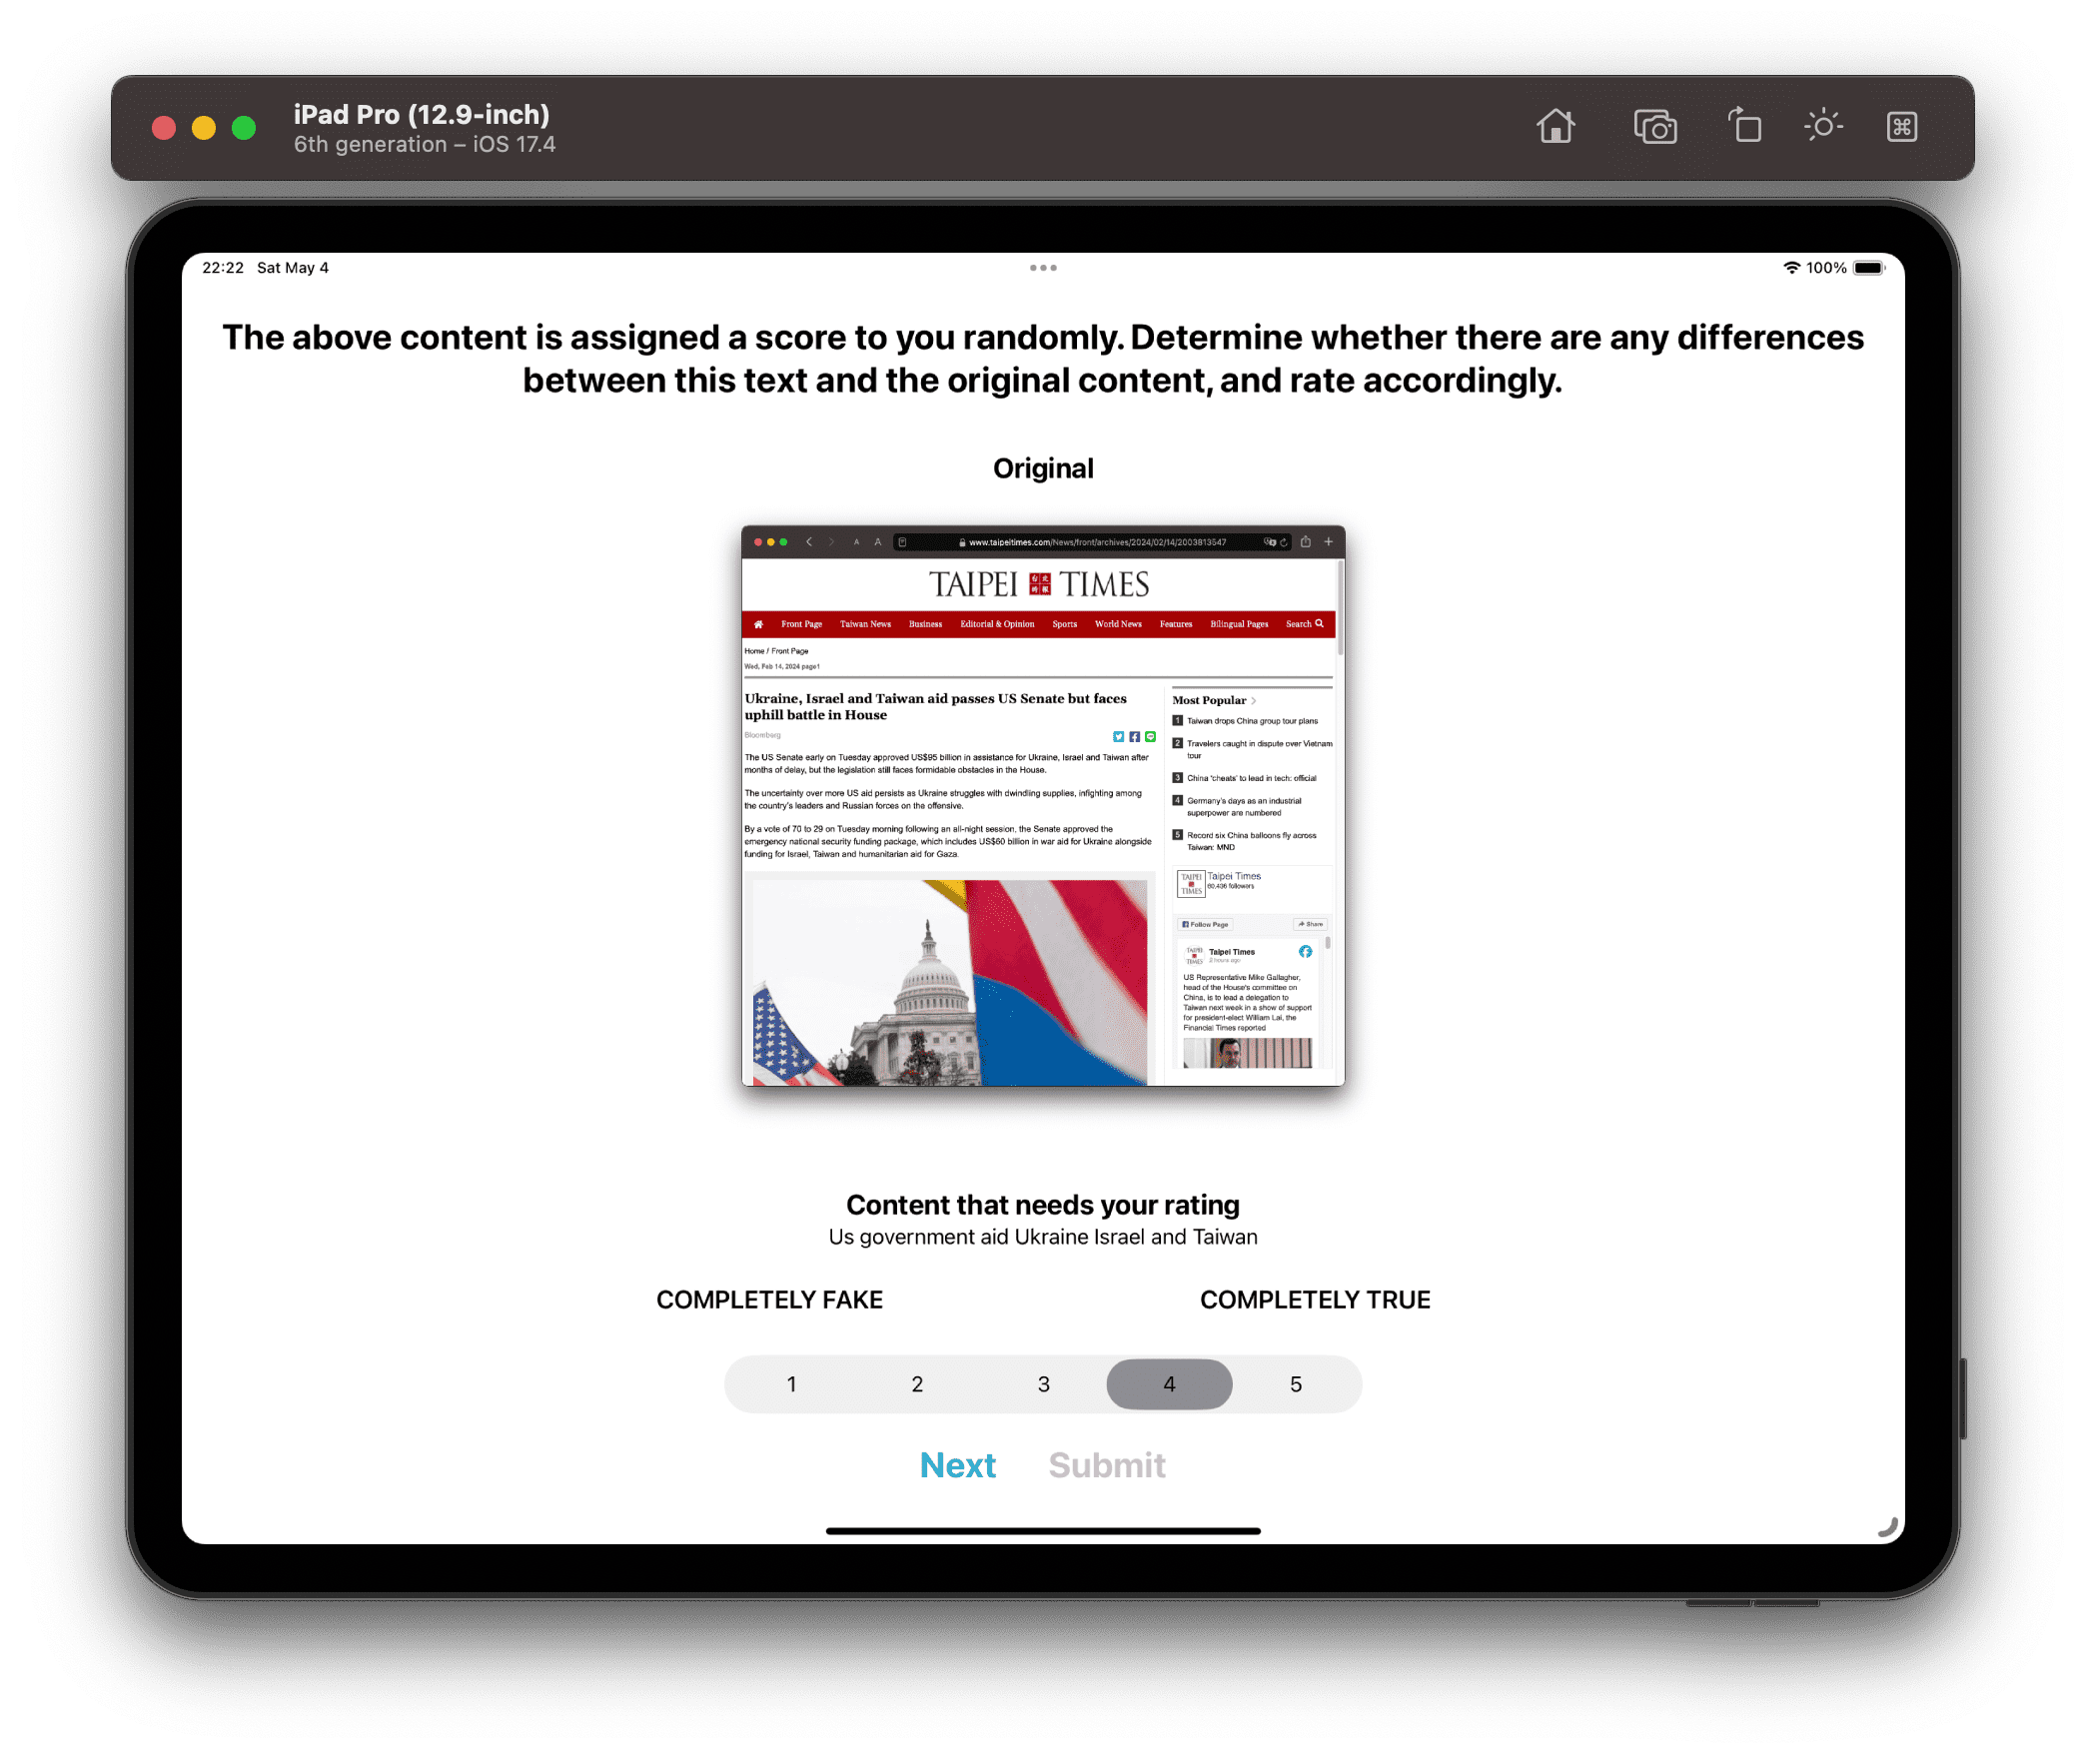 iPad Pro (12.9-inch)
6th generation – iOS 17.4
22:22 Sat May 4
100%
The above content is assigned a score to you randomly. Determine whether there are any differences
between this text and the original content, and rate accordingly.
Original
A A www.taipeitimes.com/News/front/archives/2024/02/14/2003813547
TAIPEI 台北時報 TIMES
Front Page Taiwan News Business Editorial & Opinion Sports World News Features Bilingual Pages Search
Home / Front Page
Wed, Feb 14, 2024 page1
Ukraine, Israel and Taiwan aid passes US Senate but faces
uphill battle in House
Bloomberg
The US Senate early on Tuesday approved US$95 billion in assistance for Ukraine, Israel and Taiwan after
months of delay, but the legislation still faces formidable obstacles in the House.
The uncertainty over more US aid persists as Ukraine struggles with dwindling supplies, infighting among
the country's leaders and Russian forces on the offensive.
By a vote of 70 to 29 on Tuesday morning following an all-night session, the Senate approved the
emergency national security funding package, which includes US$60 billion in war aid for Ukraine alongside
funding for Israel, Taiwan and humanitarian aid for Gaza.
Most Popular
1 Taiwan drops China group tour plans
2 Travelers caught in dispute over Vietnam
tour
3 China 'cheats' to lead in tech: official
4 Germany's days as an industrial
superpower are numbered
5 Record six China balloons fly across
Taiwan: MND
TAIPEI
TIMES
Taipei Times
60,436 followers
Follow Page Share
TAIPEI
TIMES
Taipei Times
2 hours ago
US Representative Mike Gallagher,
head of the House's committee on
China, is to lead a delegation to
Taiwan next week in a show of support
for president-elect William Lai, the
Financial Times reported
Content that needs your rating
Us government aid Ukraine Israel and Taiwan
COMPLETELY FAKE COMPLETELY TRUE
1 2 3 4 5
Next Submit